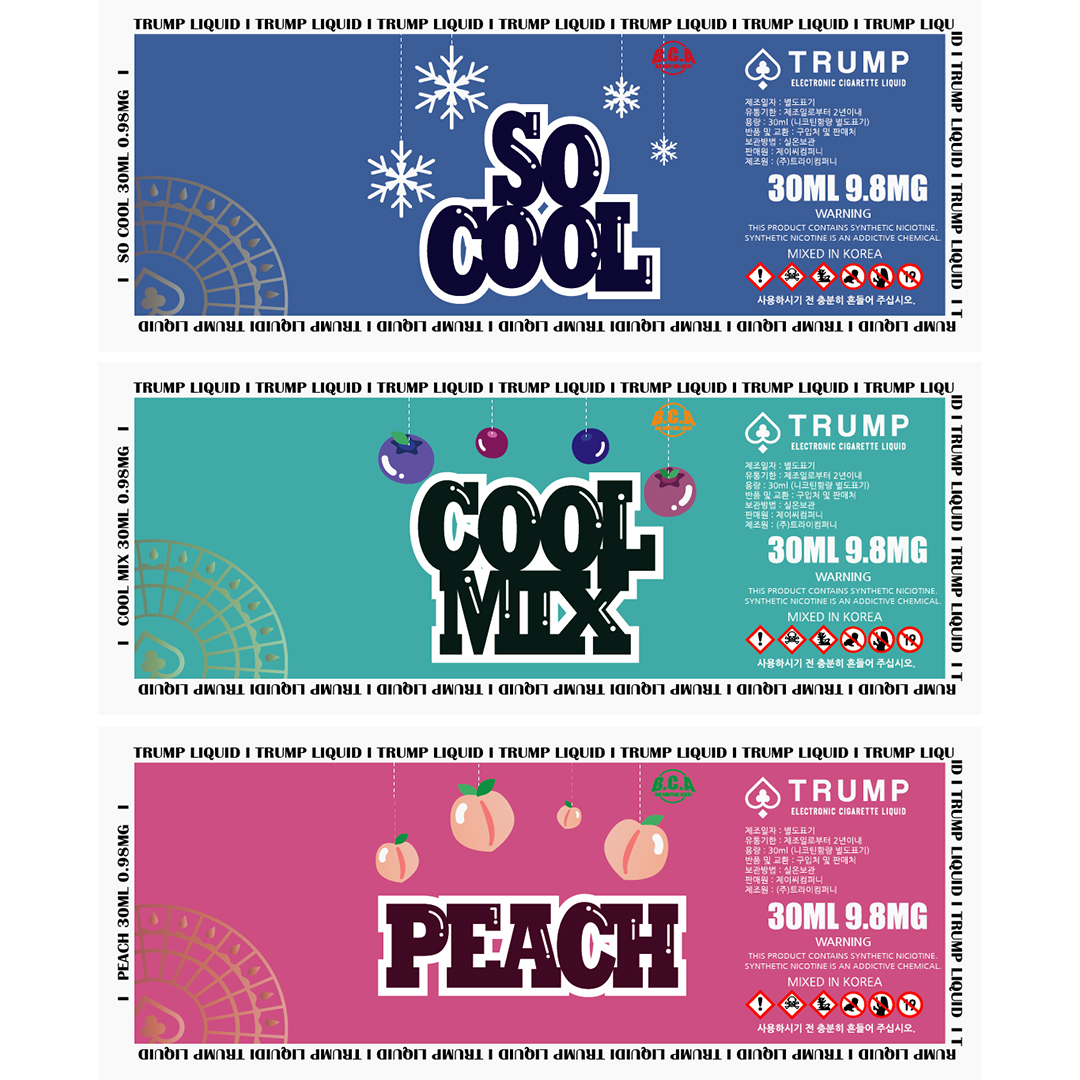 TRUMP LIQUID I TRUMP LIQUID I TRUMP LIQUID I TRUMP LIQUID I TRUMP LIQUID I TRUMP LIQUID I TRUMP LIQU
ID I TRUMP LIQUID I TRUMP LIQUID I T
RUMP LIQUID I TRUMP LIQUID I TRUMP LIQUID I TRUMP LIQUID I TRUMP LIQUIDI TRUMP LIQUIDI TRUMP LIQUID
I SO COOL 30ML 0.98MG I
SO
COOL
B.C.A
TRUMP
ELECTRONIC CIGARETTE LIQUID
제조일자 : 별도표기
유통기한 : 제조일로부터 2년이내
용량 : 30ml (니코틴함량 별도표기)
반품 및 교환 : 구입처 및 판매처
보관방법 : 실온보관
판매원 : 제이씨컴퍼니
제조원 : (주)트라이컴퍼니
30ML 9.8MG
WARNING
THIS PRODUCT CONTAINS SYNTHETIC NICIOTINE.
SYNTHETIC NICOTINE IS AN ADDICTIVE CHEMICAL.
MIXED IN KOREA
19
사용하시기 전 충분히 흔들어 주십시오.
TRUMP LIQUID I TRUMP LIQUID I TRUMP LIQUID I TRUMP LIQUID I TRUMP LIQUID I TRUMP LIQUID I TRUMP LIQU
ID I TRUMP LIQUID I TRUMP LIQUID I T
RUMP LIQUID I TRUMP LIQUID I TRUMP LIQUID I TRUMP LIQUID I TRUMP LIQUIDI TRUMP LIQUIDI TRUMP LIQUID
I COOL MIX 30ML 0.98MG I
COOL
MIX
B.C.A
TRUMP
ELECTRONIC CIGARETTE LIQUID
제조일자 : 별도표기
유통기한 : 제조일로부터 2년이내
용량 : 30ml (니코틴함량 별도표기)
반품 및 교환 : 구입처 및 판매처
보관방법 : 실온보관
판매원 : 제이씨컴퍼니
제조원 : (주)트라이컴퍼니
30ML 9.8MG
WARNING
THIS PRODUCT CONTAINS SYNTHETIC NICIOTINE.
SYNTHETIC NICOTINE IS AN ADDICTIVE CHEMICAL.
MIXED IN KOREA
19
사용하시기 전 충분히 흔들어 주십시오.
TRUMP LIQUID I TRUMP LIQUID I TRUMP LIQUID I TRUMP LIQUID I TRUMP LIQUID I TRUMP LIQUID I TRUMP LIQU
ID I TRUMP LIQUID I TRUMP LIQUID I T
RUMP LIQUID I TRUMP LIQUID I TRUMP LIQUID I TRUMP LIQUID I TRUMP LIQUIDI TRUMP LIQUIDI TRUMP LIQUID
I PEACH 30ML 0.98MG I
PEACH
B.C.A
TRUMP
ELECTRONIC CIGARETTE LIQUID
제조일자 : 별도표기
유통기한 : 제조일로부터 2년이내
용량 : 30ml (니코틴함량 별도표기)
반품 및 교환 : 구입처 및 판매처
보관방법 : 실온보관
판매원 : 제이씨컴퍼니
제조원 : (주)트라이컴퍼니
30ML 9.8MG
WARNING
THIS PRODUCT CONTAINS SYNTHETIC NICIOTINE.
SYNTHETIC NICOTINE IS AN ADDICTIVE CHEMICAL.
MIXED IN KOREA
19
사용하시기 전 충분히 흔들어 주십시오.